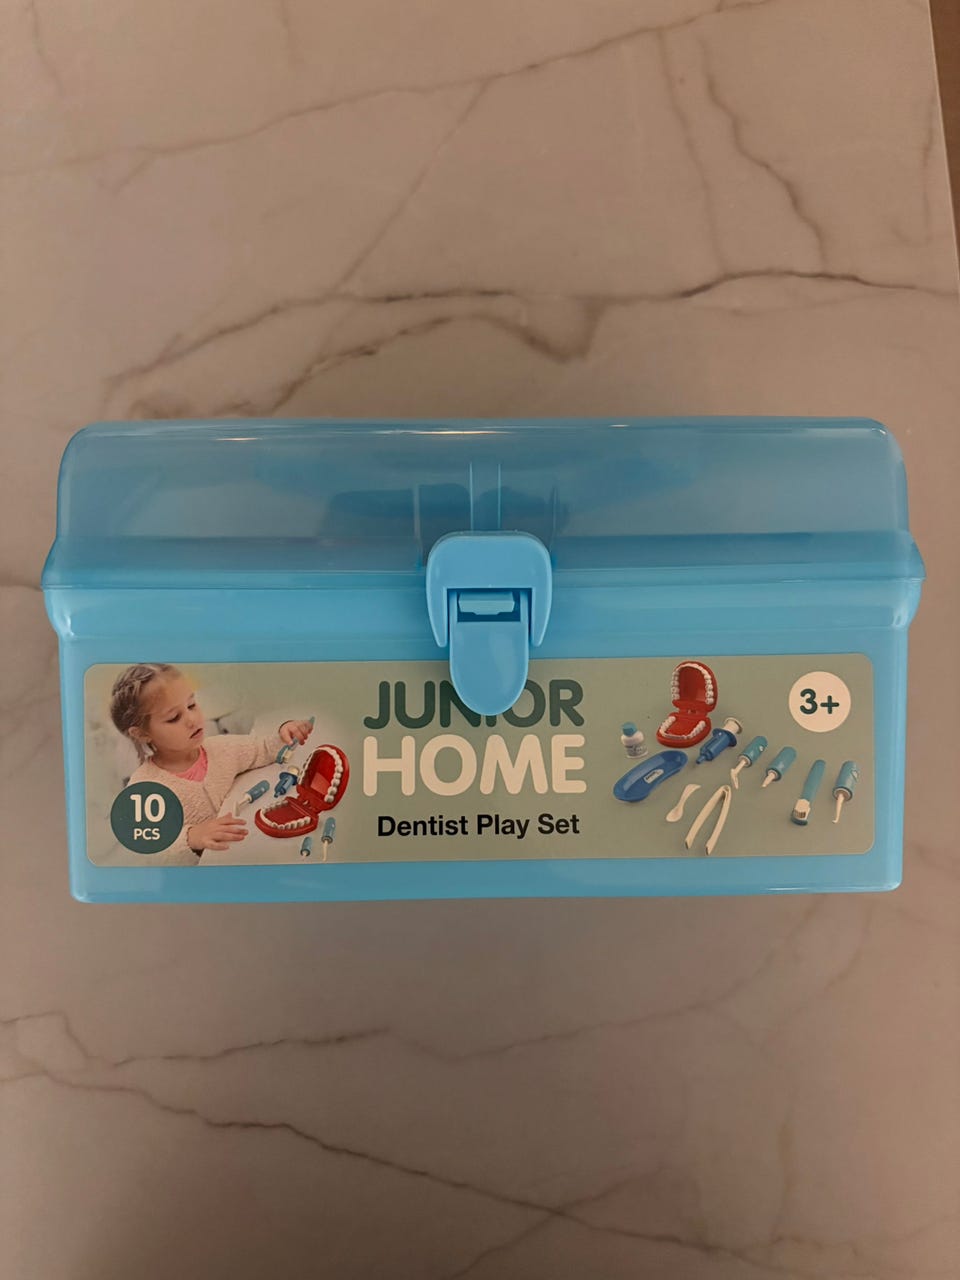 JUNIOR
HOME
Dentist Play Set
10
PCS
3+